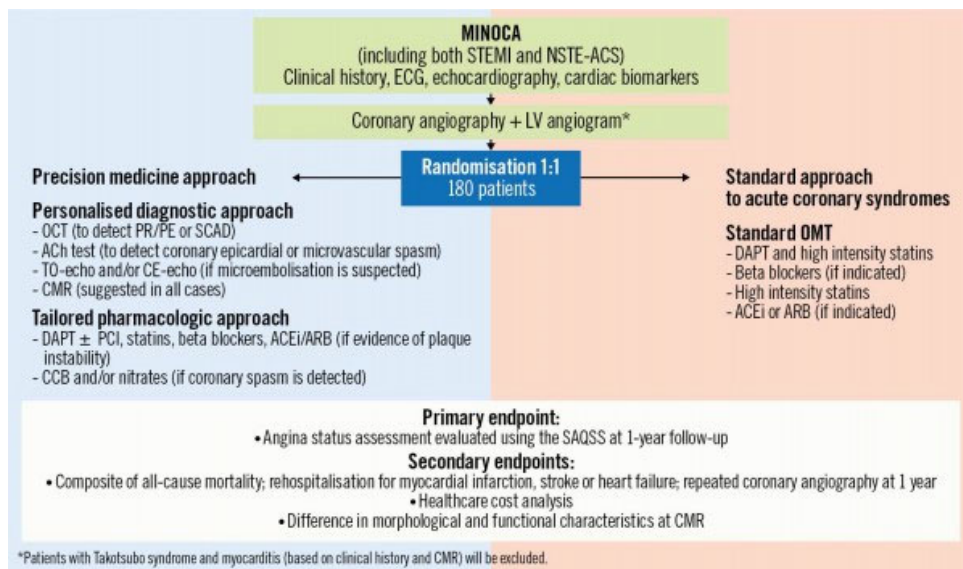 MINOCA
(including both STEMI and NSTE-ACS)
Clinical history, ECG, echocardiography, cardiac biomarkers
Coronary angiography + LV angiogram*
Randomisation 1:1
180 patients
Precision medicine approach
Personalised diagnostic approach
- OCT (to detect PR/PE or SCAD)
- ACh test (to detect coronary epicardial or microvascular spasm)
- TO-echo and/or CE-echo (if microembolisation is suspected)
- CMR (suggested in all cases)
Tailored pharmacologic approach
- DAPT ± PCI, statins, beta blockers, ACEi/ARB (if evidence of plaque
instability)
- CCB and/or nitrates (if coronary spasm is detected)
Standard approach
to acute coronary syndromes
Standard OMT
- DAPT and high intensity statins
- Beta blockers (if indicated)
- High intensity statins
- ACEi or ARB (if indicated)
Primary endpoint:
• Angina status assessment evaluated using the SAQSS at 1-year follow-up
Secondary endpoints:
• Composite of all-cause mortality; rehospitalisation for myocardial infarction, stroke or heart failure; repeated coronary angiography at 1 year
• Healthcare cost analysis
• Difference in morphological and functional characteristics at CMR
*Patients with Takotsubo syndrome and myocarditis (based on clinical history and CMR) will be excluded.